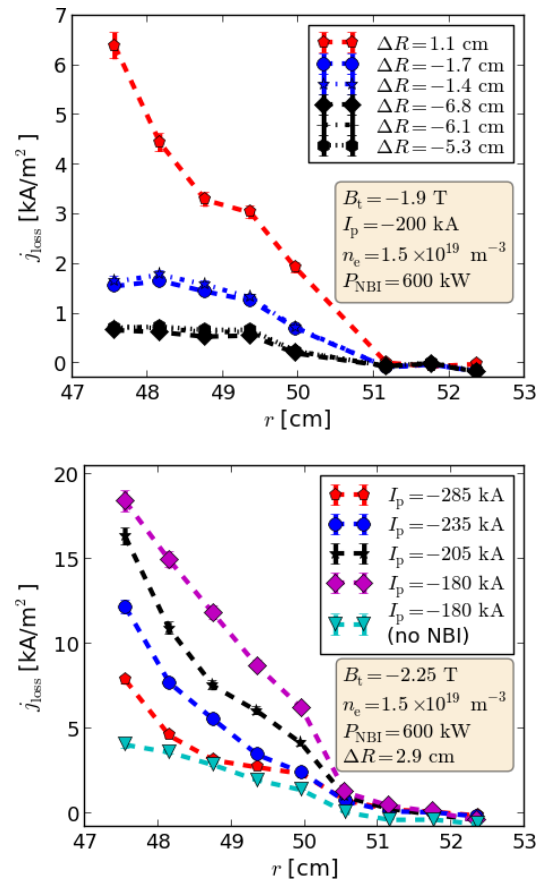 7
6
5
4
3
2
1
0
j_loss [kA/m²]
ΔR = 1.1 cm
ΔR = −1.7 cm
ΔR = −1.4 cm
ΔR = −6.8 cm
ΔR = −6.1 cm
ΔR = −5.3 cm
B_t = −1.9 T
I_p = −200 kA
n_e = 1.5 ×10¹⁹ m⁻³
P_NBI = 600 kW
47 48 49 50 51 52 53
r [cm]
20
15
10
5
0
j_loss [kA/m²]
I_p = −285 kA
I_p = −235 kA
I_p = −205 kA
I_p = −180 kA
I_p = −180 kA
(no NBI)
B_t = −2.25 T
n_e = 1.5 ×10¹⁹ m⁻³
P_NBI = 600 kW
ΔR = 2.9 cm
47 48 49 50 51 52 53
r [cm]